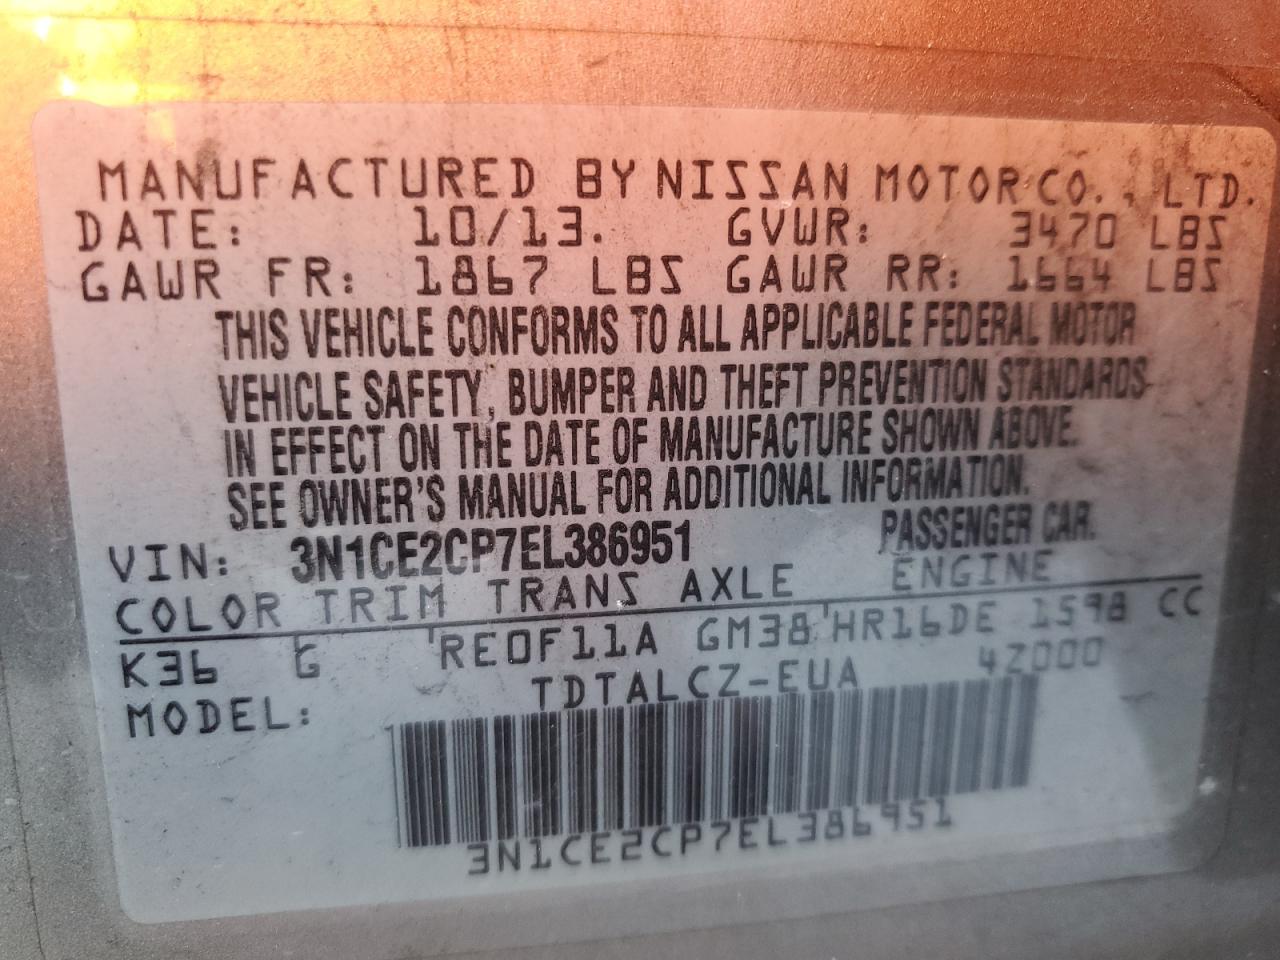 MANUFACTURED BY NISSAN MOTOR CO., LTD.
DATE: 10/13. GVWR: 3470 LBS
GAWR FR: 1867 LBS GAWR RR: 1664 LBS
THIS VEHICLE CONFORMS TO ALL APPLICABLE FEDERAL MOTOR
VEHICLE SAFETY, BUMPER AND THEFT PREVENTION STANDARDS
IN EFFECT ON THE DATE OF MANUFACTURE SHOWN ABOVE.
SEE OWNER'S MANUAL FOR ADDITIONAL INFORMATION.
VIN: 3N1CE2CP7EL386951 PASSENGER CAR.
COLOR TRIM TRANS AXLE ENGINE
K36 G 'RE0F11A GM38'HR16DE 1598 CC
MODEL: TDTALCZ-EUA 4Z000
3N1CE2CP7EL386951